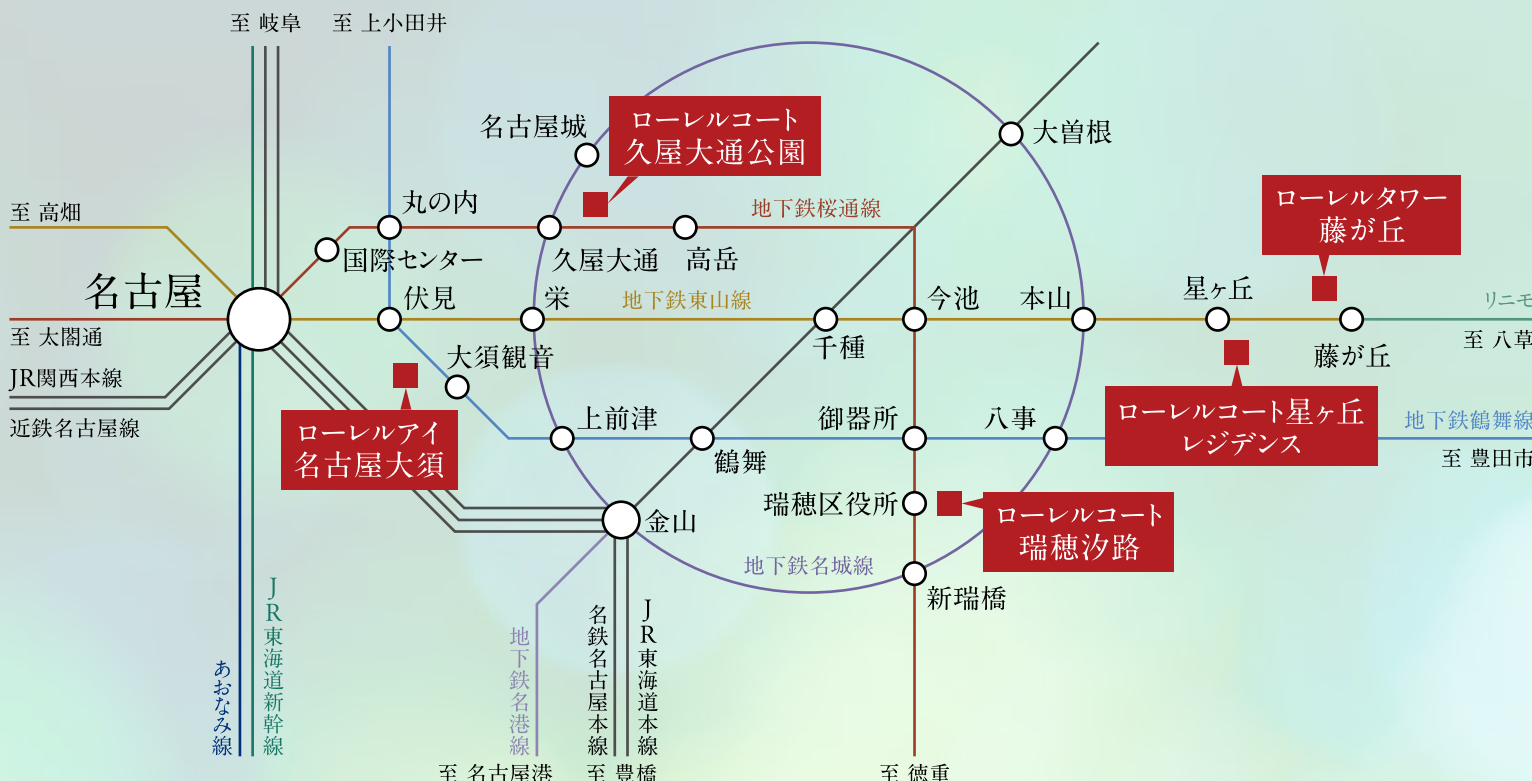 至 岐阜
至 上小田井
名古屋城
ローレルコート
久屋大通公園
大曽根
至 高畑
丸の内
地下鉄桜通線
ローレルタワー
藤が丘
国際センター
久屋大通
高岳
名古屋
伏見
栄
地下鉄東山線
今池
本山
星ヶ丘
リニモ
至 太閤通
大須観音
千種
藤が丘
至 八草
JR関西本線
近鉄名古屋線
ローレルアイ
名古屋大須
上前津
鶴舞
御器所
八事
ローレルコート星ヶ丘
レジデンス
地下鉄鶴舞線
至 豊田市
瑞穂区役所
ローレルコート
瑞穂汐路
金山
地下鉄名城線
新瑞橋
あおなみ線
JR東海道新幹線
地下鉄名港線
名鉄名古屋本線
JR東海道本線
至 名古屋港
至 豊橋
至 徳重